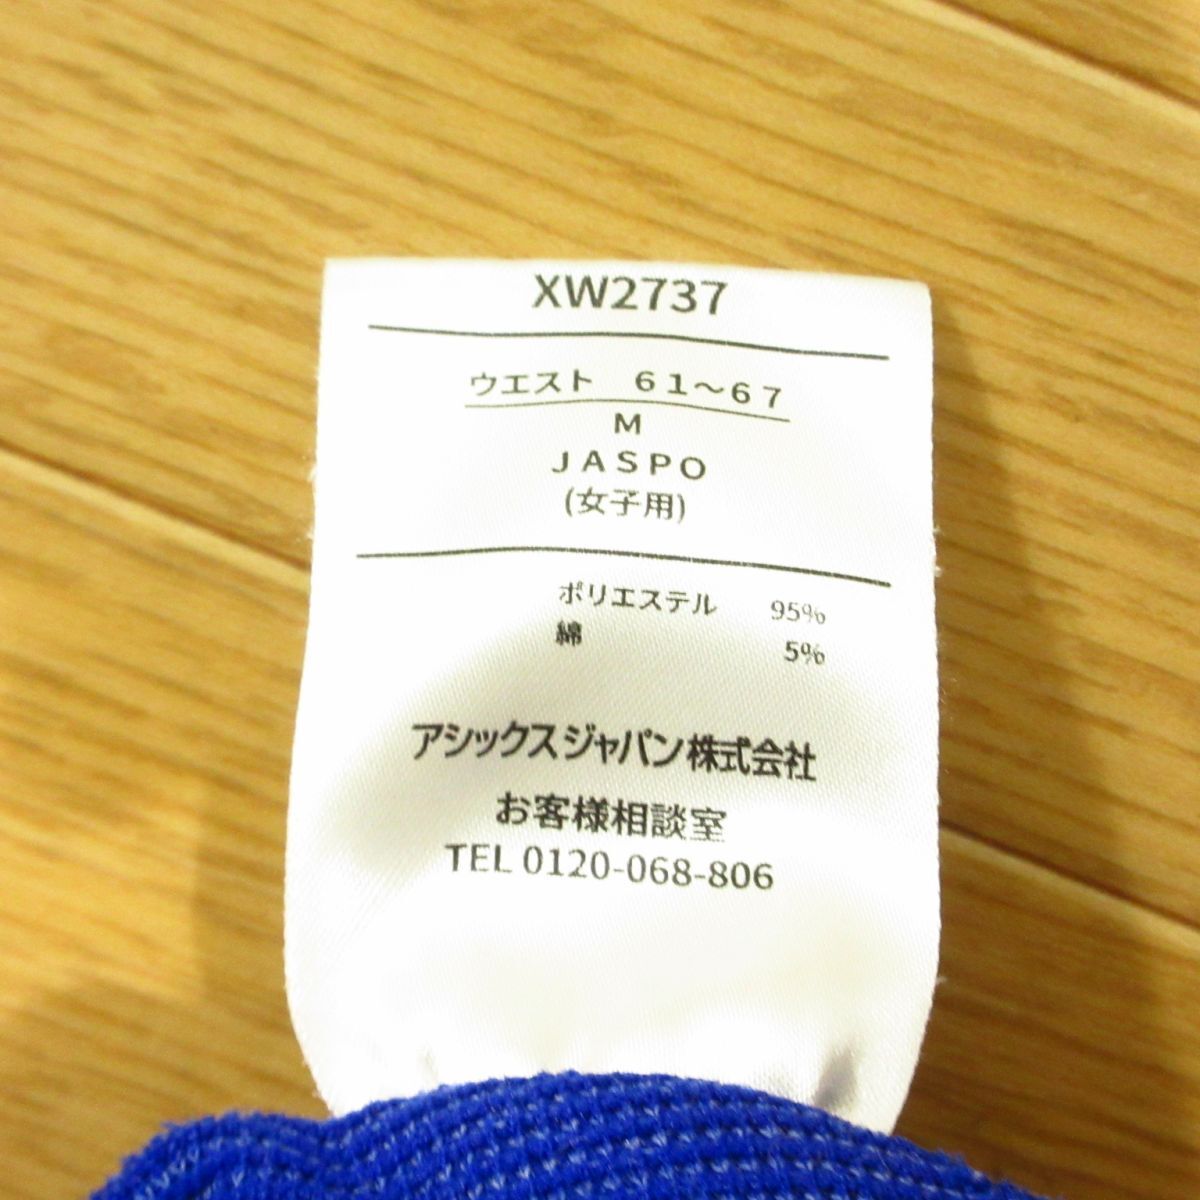 XW2737
ウエスト　６１～６７
M
ＪＡＳＰＯ
(女子用)
ポリエステル 95%
綿 5%
アシックスジャパン株式会社
お客様相談室
TEL 0120-068-806